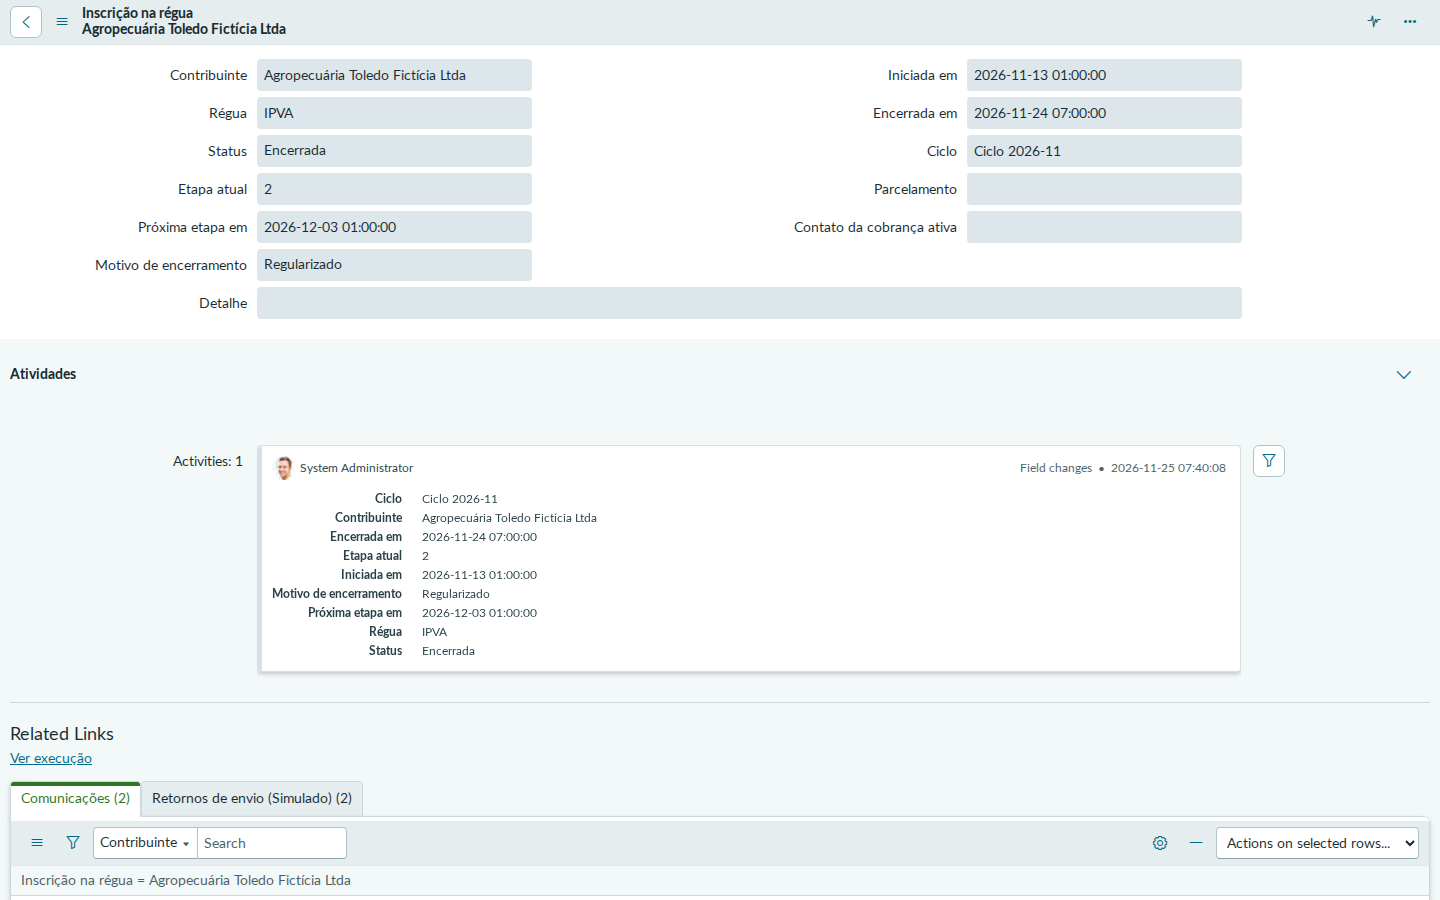 Inscrição na régua
Agropecuária Toledo Fictícia Ltda
Contribuinte Agropecuária Toledo Fictícia Ltda
Régua IPVA
Status Encerrada
Etapa atual 2
Próxima etapa em 2026-12-03 01:00:00
Motivo de encerramento Regularizado
Detalhe
Iniciada em 2026-11-13 01:00:00
Encerrada em 2026-11-24 07:00:00
Ciclo Ciclo 2026-11
Parcelamento
Contato da cobrança ativa
Atividades
Activities: 1
System Administrator Field changes • 2026-11-25 07:40:08
Ciclo Ciclo 2026-11
Contribuinte Agropecuária Toledo Fictícia Ltda
Encerrada em 2026-11-24 07:00:00
Etapa atual 2
Iniciada em 2026-11-13 01:00:00
Motivo de encerramento Regularizado
Próxima etapa em 2026-12-03 01:00:00
Régua IPVA
Status Encerrada
Related Links
Ver execução
Comunicações (2) Retornos de envio (Simulado) (2)
Contribuinte Search Actions on selected rows...
Inscrição na régua = Agropecuária Toledo Fictícia Ltda